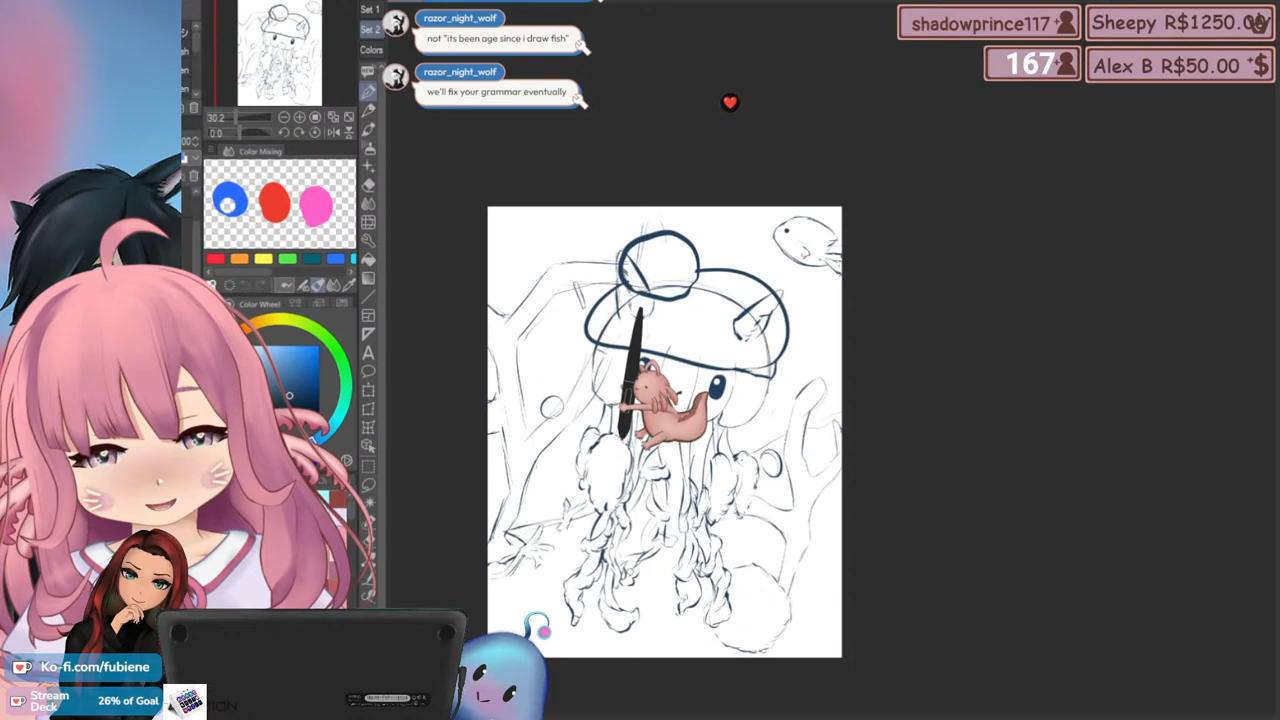 Set 1
Set 2
Colors
razor_night_wolf
not "its been age since i draw fish"
razor_night_wolf
we'll fix your grammar eventually
shadowprince117
Sheepy R$1250.00
167
Alex B R$50.00
30.2
0.0
Color Mixing
Color Wheel
Ko-fi.com/fubiene
Stream
Deck
26% of Goal